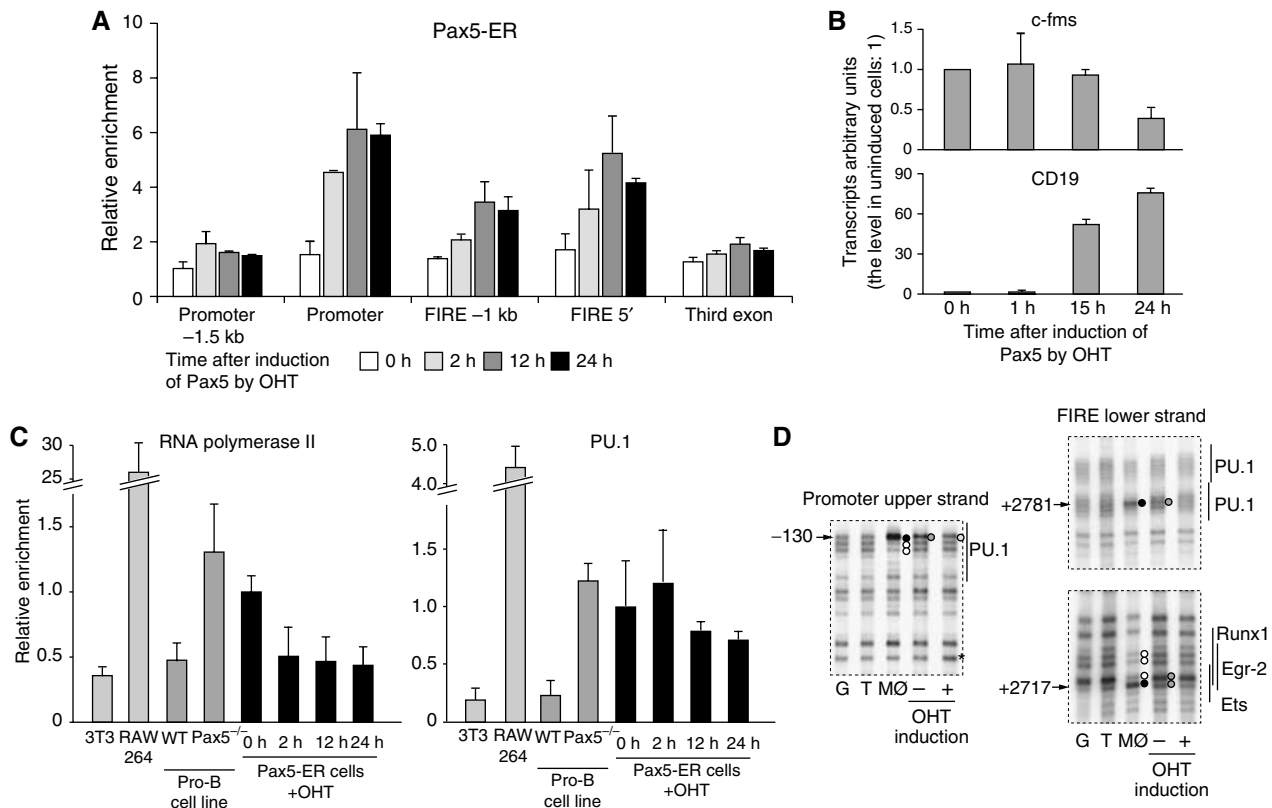 A
Pax5-ER
Relative enrichment
10
8
6
4
2
0
Promoter
–1.5 kb
Promoter
FIRE –1 kb
FIRE 5′
Third exon
Time after induction
of Pax5 by OHT
0 h
2 h
12 h
24 h
B
c-fms
Transcripts arbitrary units
(the level in uninduced cells: 1)
1.5
1.0
0.5
0
CD19
90
60
30
0
0 h
1 h
15 h
24 h
Time after induction of
Pax5 by OHT
C
RNA polymerase II
Relative enrichment
30
25
1.5
1.0
0.5
0
3T3
RAW
264
WT
Pax5–/–
0 h
2 h
12 h
24 h
Pro-B
cell line
Pax5-ER cells
+OHT
PU.1
5.0
4.0
1.5
1.0
0.5
0
3T3
RAW
264
WT
Pax5–/–
0 h
2 h
12 h
24 h
Pro-B
cell line
Pax5-ER cells
+OHT
D
Promoter upper strand
–130
PU.1
*
G T MØ – +
OHT
induction
FIRE lower strand
PU.1
+2781
PU.1
Runx1
Egr-2
+2717
Ets
G T MØ – +
OHT
induction